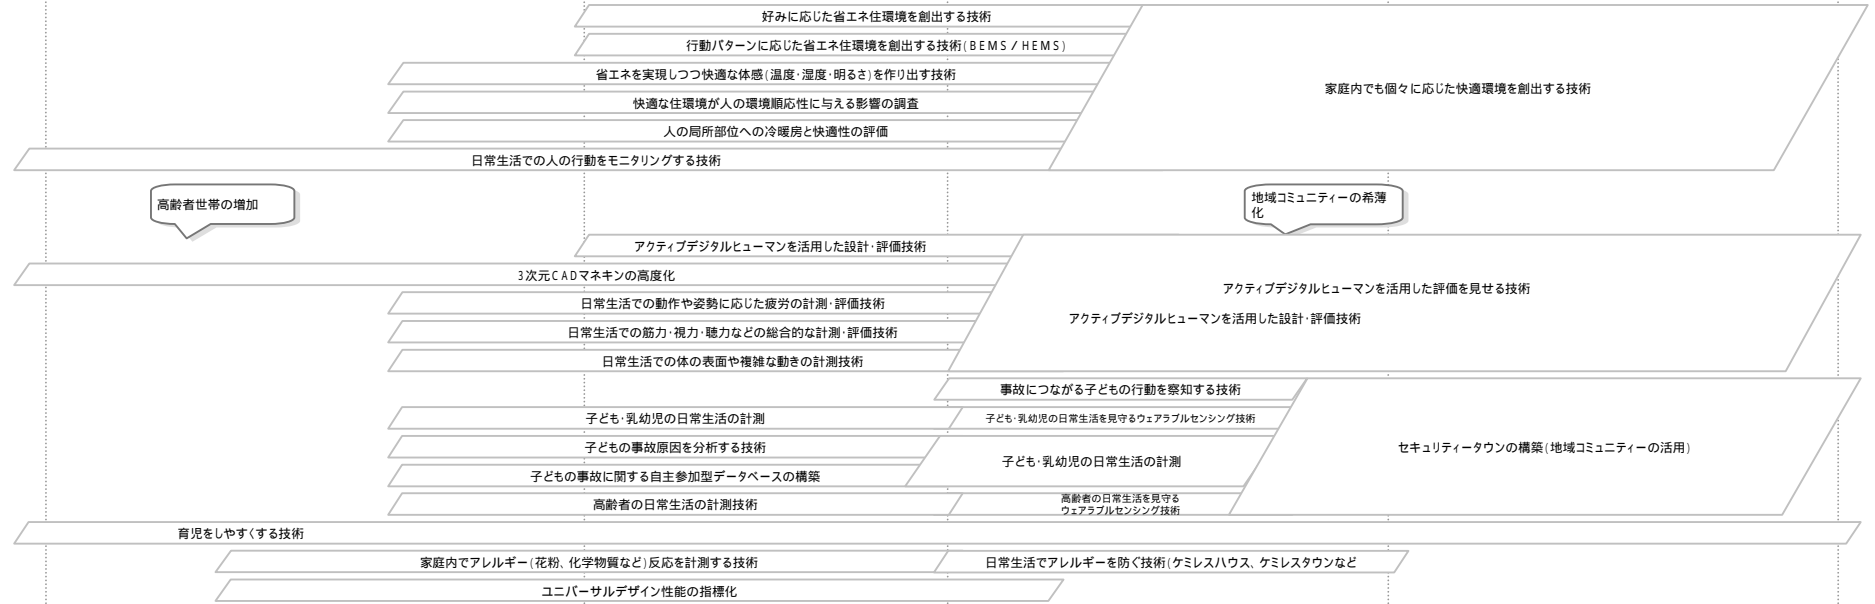 好みに応じた省エネ住環境を創出する技術
行動パターンに応じた省エネ住環境を創出する技術(BEMS/HEMS)
省エネを実現しつつ快適な体感(温度･湿度･明るさ)を作り出す技術
快適な住環境が人の環境順応性に与える影響の調査
人の局所部位への冷暖房と快適性の評価
日常生活での人の行動をモニタリングする技術
家庭内でも個々に応じた快適環境を創出する技術
高齢者世帯の増加
地域コミュニティーの希薄
化
アクティブデジタルヒューマンを活用した設計･評価技術
3次元CADマネキンの高度化
日常生活での動作や姿勢に応じた疲労の計測･評価技術
日常生活での筋力･視力･聴力などの総合的な計測･評価技術
日常生活での体の表面や複雑な動きの計測技術
アクティブデジタルヒューマンを活用した評価を見せる技術
アクティブデジタルヒューマンを活用した設計･評価技術
事故につながる子どもの行動を察知する技術
子ども･乳幼児の日常生活の計測
子ども･乳幼児の日常生活を見守るウェアラブルセンシング技術
子どもの事故原因を分析する技術
子どもの事故に関する自主参加型データベースの構築
子ども･乳幼児の日常生活の計測
高齢者の日常生活の計測技術
高齢者の日常生活を見守る
ウェアラブルセンシング技術
セキュリティータウンの構築(地域コミュニティーの活用)
育児をしやすくする技術
家庭内でアレルギー(花粉、化学物質など)反応を計測する技術
日常生活でアレルギーを防ぐ技術(ケミレスハウス、ケミレスタウンなど
ユニバーサルデザイン性能の指標化